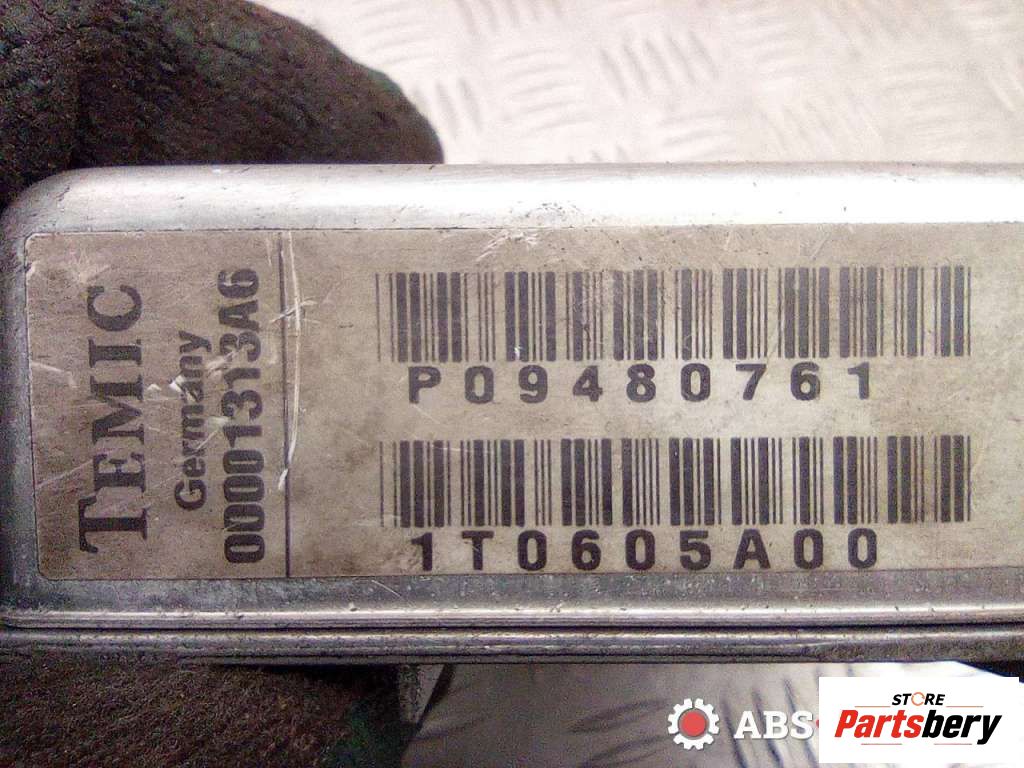 TEMIC
Germany
00001313A6
P09480761
1T0605A00
ABS
STORE
Partsbery